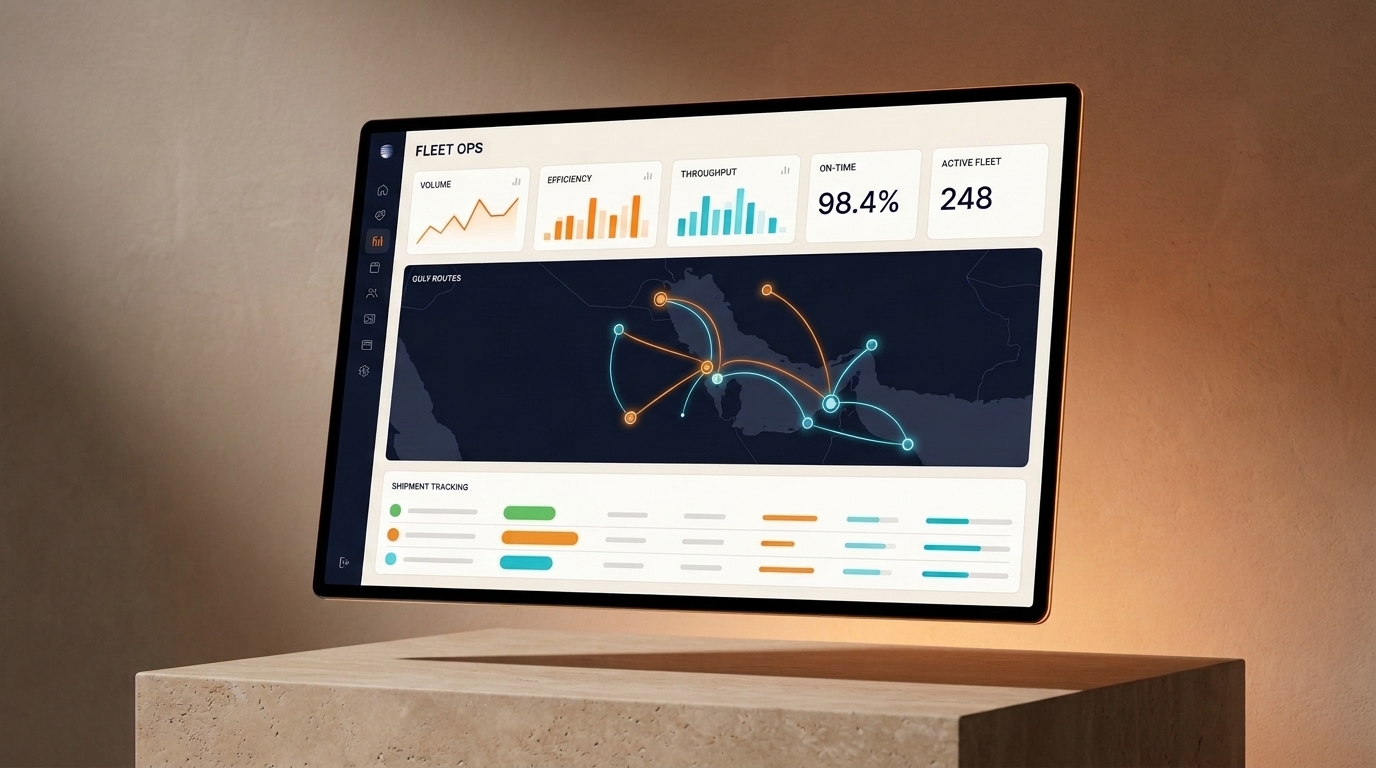 FLEET OPS
VOLUME
EFFICIENCY
THROUGHPUT
ON-TIME
98.4%
ACTIVE FLEET
248
GULF ROUTES
SHIPMENT TRACKING